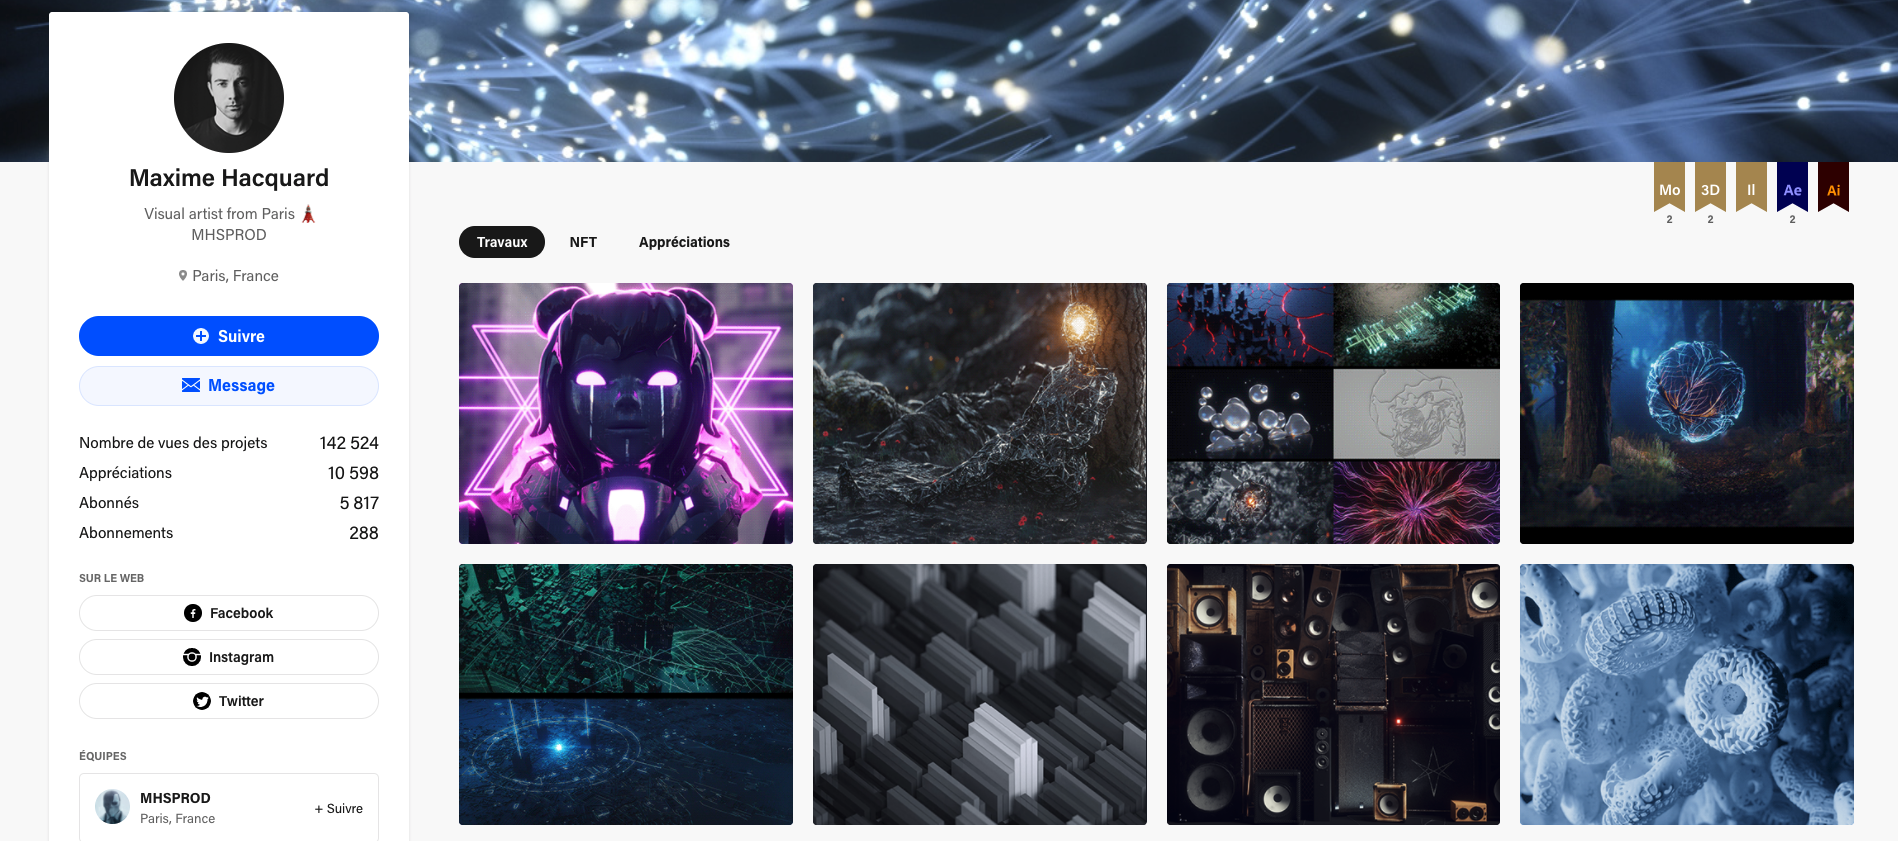 Maxime Hacquard
Visual artist from Paris
MHSPROD
Paris, France
Suivre
Message
Nombre de vues des projets 142 524
Appréciations 10 598
Abonnés 5 817
Abonnements 288
SUR LE WEB
Facebook
Instagram
Twitter
ÉQUIPES
MHSPROD
Paris, France
+ Suivre
Mo 3D Il Ae Ai
2 2 2
Travaux NFT Appréciations